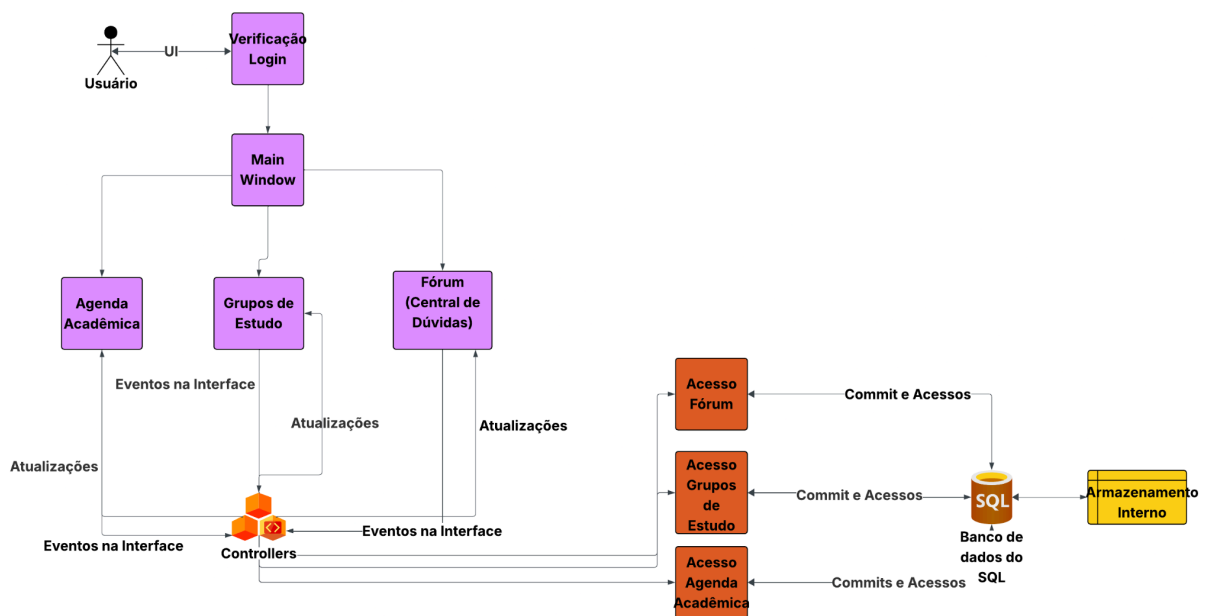 Verificação
Login
UI
Usuário
Main
Window
Agenda
Acadêmica
Grupos de
Estudo
Fórum
(Central de
Dúvidas)
Eventos na Interface
Atualizações
Atualizações
Atualizações
Eventos na Interface
Eventos na Interface
Controllers
Acesso
Fórum
Commit e Acessos
Acesso
Grupos
de
Estudo
Commit e Acessos
Acesso
Agenda
Acadêmica
Commits e Acessos
SQL
Banco de
dados do
SQL
Armazenamento
Interno